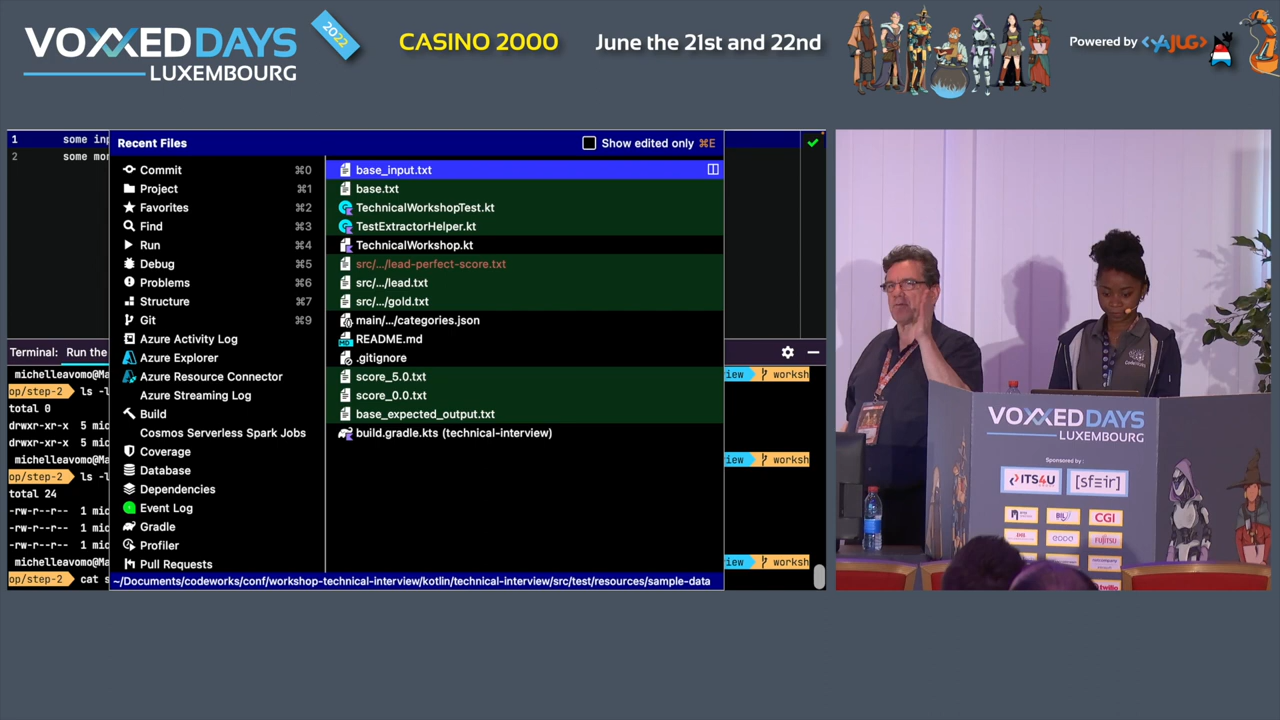 VOXXED DAYS
LUXEMBOURG
2022
CASINO 2000
June the 21st and 22nd
Powered by <YAJUG>
1 some inp
2 some mor
Recent Files
Show edited only ⌘E
Commit ⌘0
Project ⌘1
Favorites ⌘2
Find ⌘3
Run ⌘4
Debug ⌘5
Problems ⌘6
Structure ⌘7
Git ⌘9
Azure Activity Log
Azure Explorer
Azure Resource Connector
Azure Streaming Log
Build
Cosmos Serverless Spark Jobs
Coverage
Database
Dependencies
Event Log
Gradle
Profiler
Pull Requests
base_input.txt
base.txt
TechnicalWorkshopTest.kt
TestExtractorHelper.kt
TechnicalWorkshop.kt
src/.../lead-perfect-score.txt
src/.../lead.txt
src/.../gold.txt
main/.../categories.json
README.md
.gitignore
score_5.0.txt
score_0.0.txt
base_expected_output.txt
build.gradle.kts (technical-interview)
~/Documents/codeworks/conf/workshop-technical-interview/kotlin/technical-interview/src/test/resources/sample-data
Terminal: Run the
michelleavomo@Ma
iew worksh
op/step-2 ls -l
total 0
drwxr-xr-x 5 mic
drwxr-xr-x 5 mic
michelleavomo@Ma
iew worksh
op/step-2 ls -l
total 24
-rw-r--r-- 1 mic
-rw-r--r-- 1 mic
-rw-r--r-- 1 mic
michelleavomo@Ma
iew worksh
op/step-2 cat s
VOXXED DAYS
LUXEMBOURG
Sponsored by :
ITS4U
[sfeir]
BIL
CGI
FUJITSU
twilio